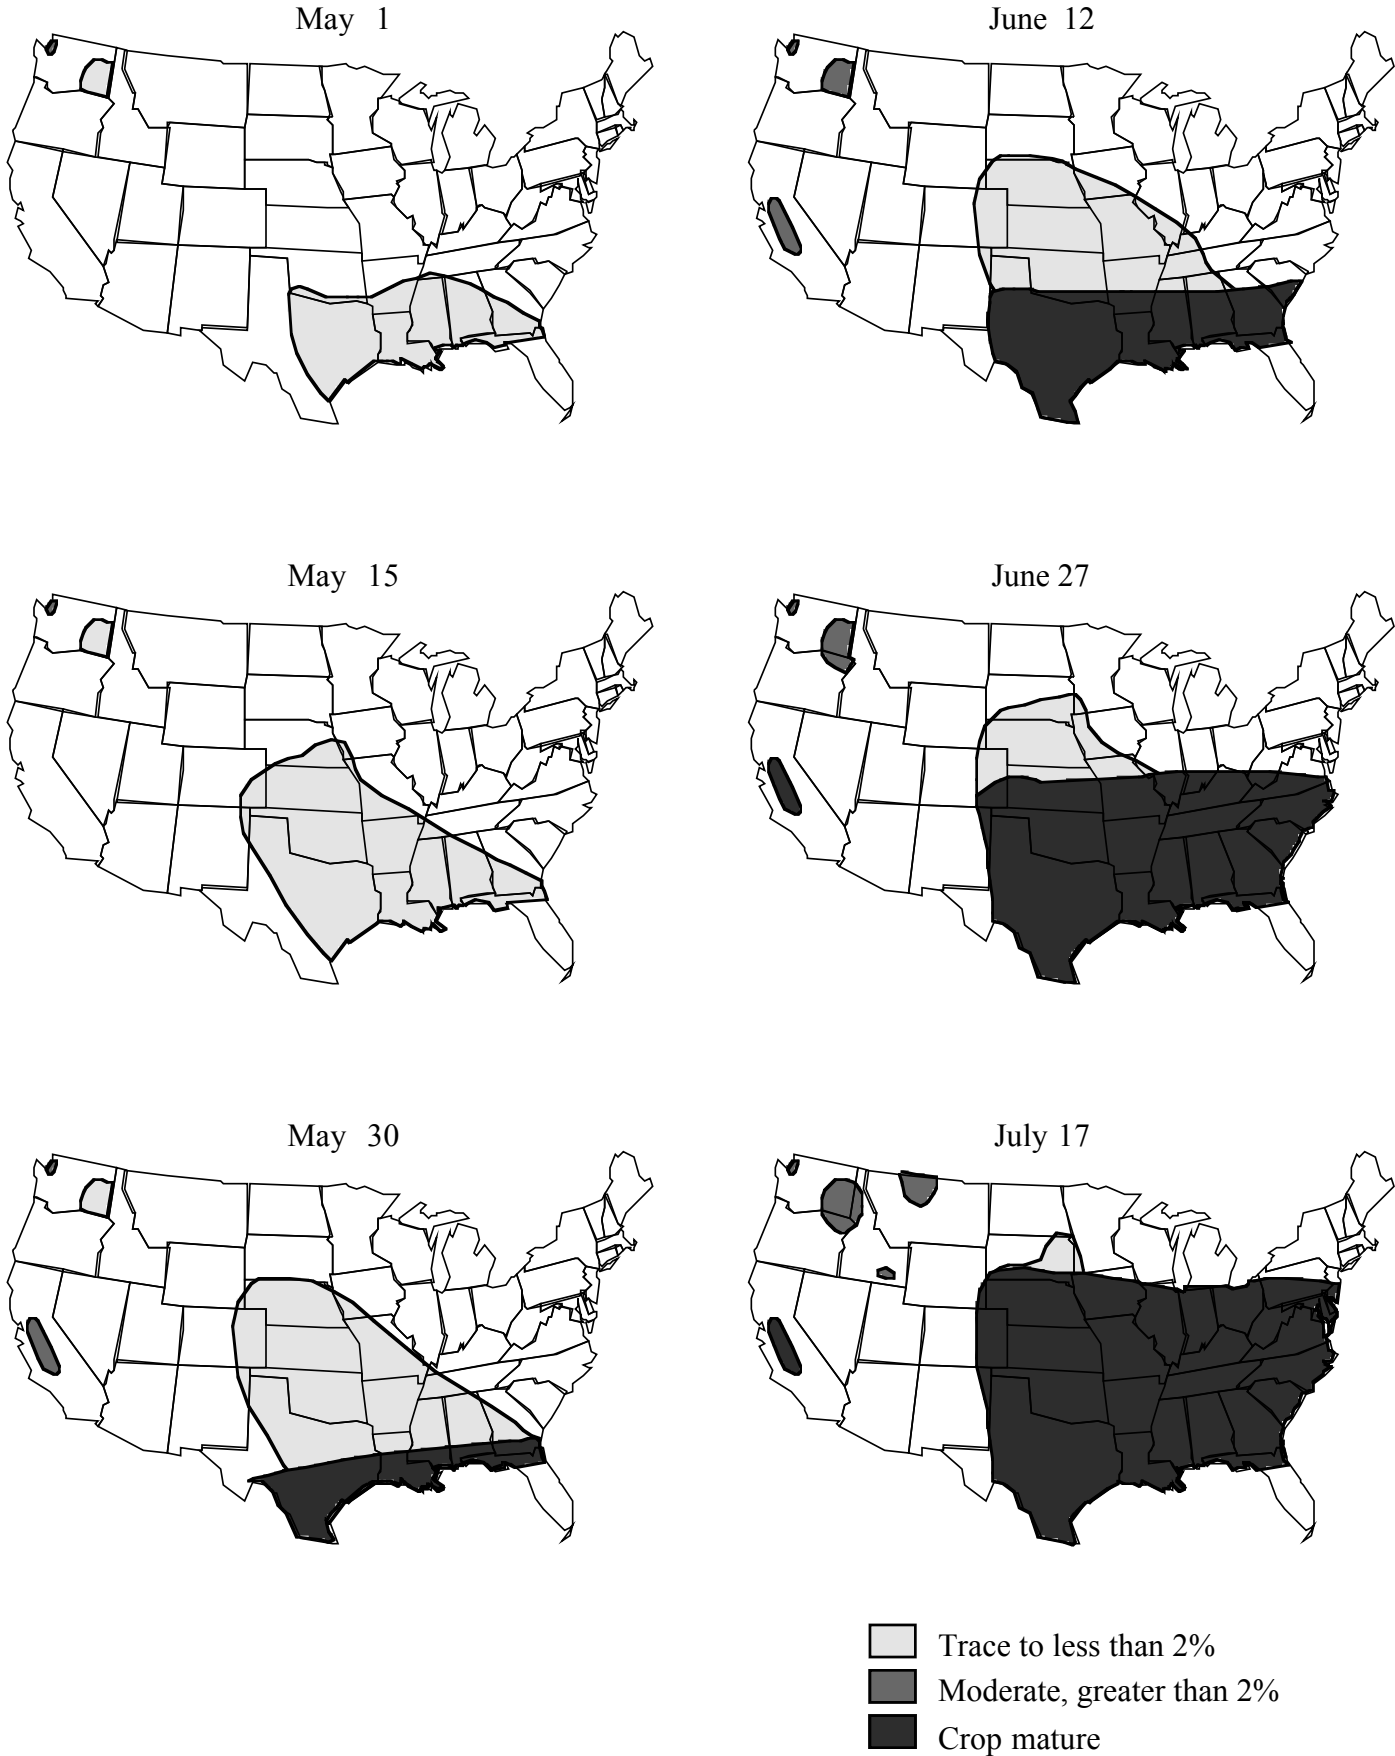 May 1
June 12
May 15
June 27
May 30
July 17
Trace to less than 2%
Moderate, greater than 2%
Crop mature